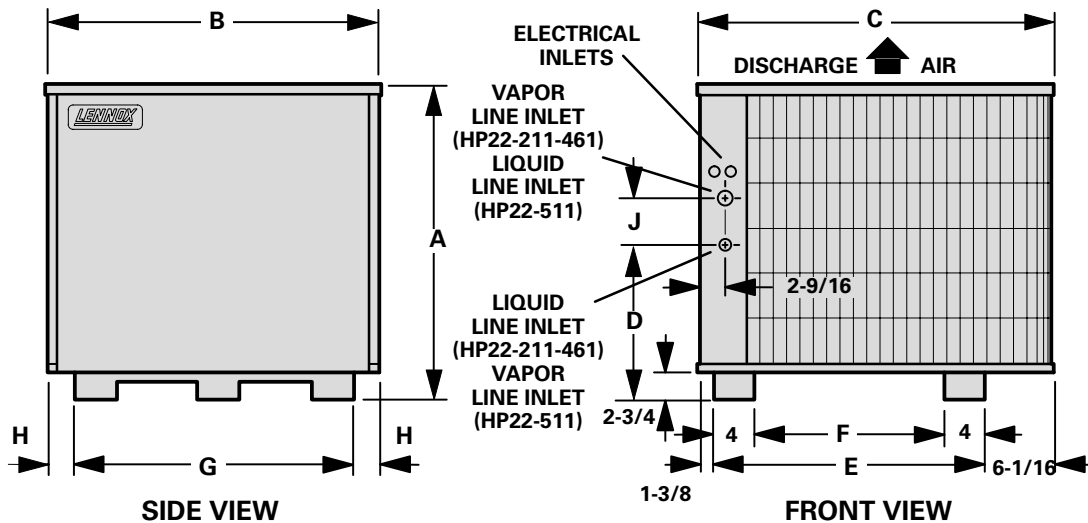 B
C
ELECTRICAL
INLETS
DISCHARGE AIR
LENNOX
VAPOR
LINE INLET
(HP22-211-461)
LIQUID
LINE INLET
(HP22-511)
A
J
2-9/16
D
LIQUID
LINE INLET
(HP22-211-461)
VAPOR
LINE INLET
(HP22-511)
2-3/4
H
G
H
4
F
4
E
1-3/8
6-1/16
SIDE VIEW
FRONT VIEW